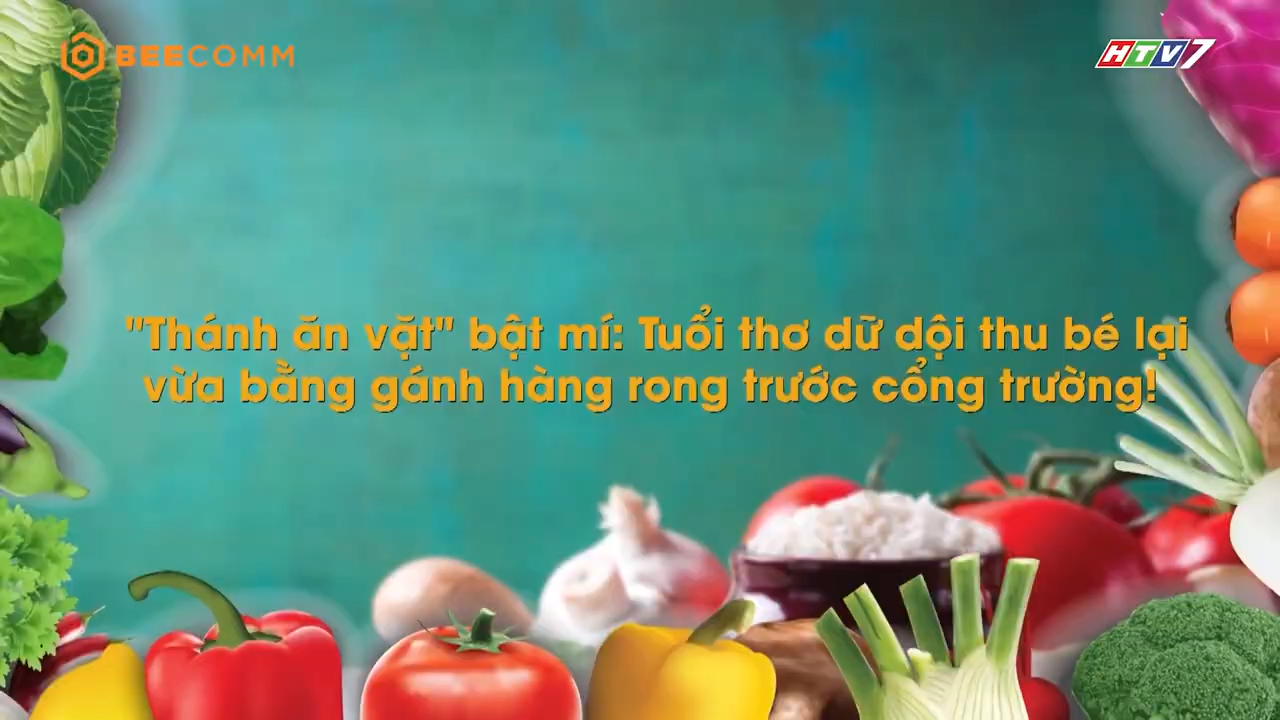 BEECOMM
HTV7
"Thánh ăn vặt" bật mí: Tuổi thơ dữ dội thu bé lại
vừa bằng gánh hàng rong trước cổng trường!